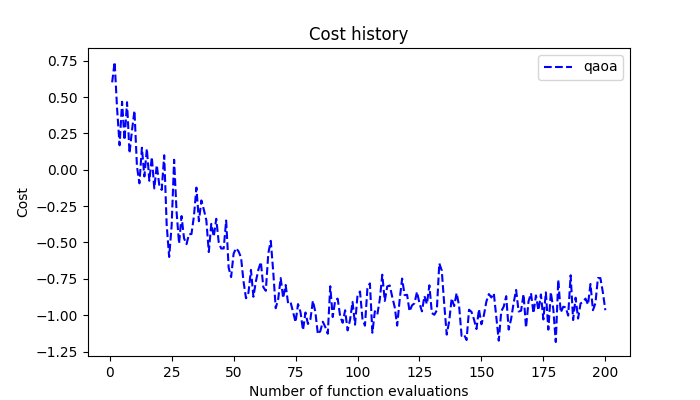 Cost history
qaoa
Cost
0.75
0.50
0.25
0.00
−0.25
−0.50
−0.75
−1.00
−1.25
0 25 50 75 100 125 150 175 200
Number of function evaluations